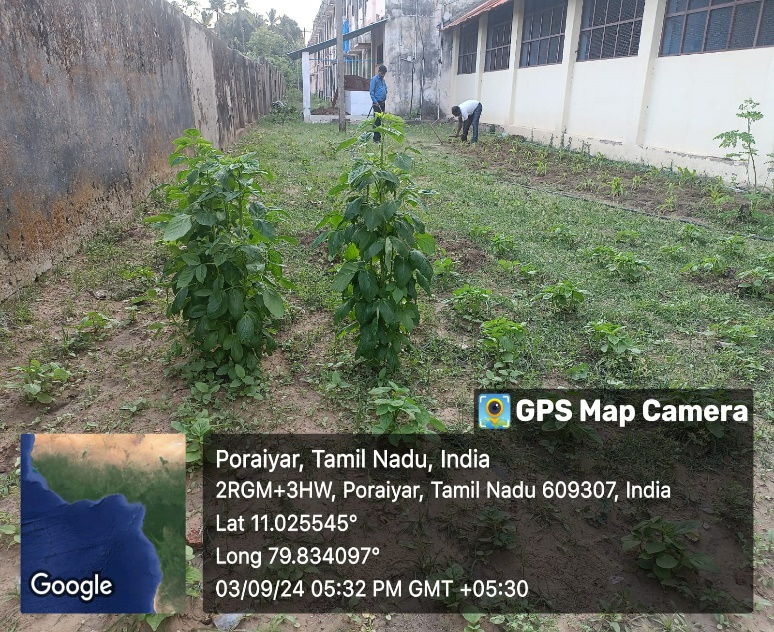 GPS Map Camera
Poraiyar, Tamil Nadu, India
2RGM+3HW, Poraiyar, Tamil Nadu 609307, India
Lat 11.025545°
Long 79.834097°
03/09/24 05:32 PM GMT +05:30
Google